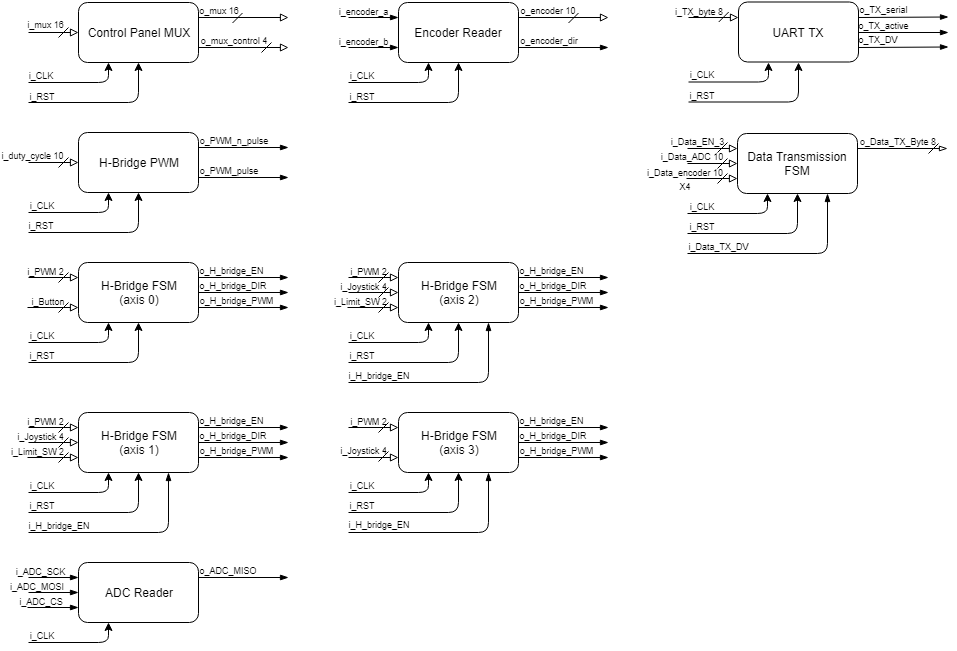 i_mux 16
Control Panel MUX
o_mux 16
o_mux_control 4
i_CLK
i_RST
i_encoder_a
i_encoder_b
Encoder Reader
o_encoder 10
o_encoder_dir
i_CLK
i_RST
i_TX_byte 8
UART TX
o_TX_serial
o_TX_active
o_TX_DV
i_CLK
i_RST
i_duty_cycle 10
H-Bridge PWM
o_PWM_n_pulse
o_PWM_pulse
i_CLK
i_RST
i_Data_EN_3
i_Data_ADC 10
i_Data_encoder 10
X4
Data Transmission
FSM
o_Data_TX_Byte 8
i_CLK
i_RST
i_Data_TX_DV
i_PWM 2
i_Button
H-Bridge FSM
(axis 0)
o_H_bridge_EN
o_H_bridge_DIR
o_H_bridge_PWM
i_CLK
i_RST
i_PWM 2
i_Joystick 4
i_Limit_SW 2
H-Bridge FSM
(axis 2)
o_H_bridge_EN
o_H_bridge_DIR
o_H_bridge_PWM
i_CLK
i_RST
i_H_bridge_EN
i_PWM 2
i_Joystick 4
i_Limit_SW 2
H-Bridge FSM
(axis 1)
o_H_bridge_EN
o_H_bridge_DIR
o_H_bridge_PWM
i_CLK
i_RST
i_H_bridge_EN
i_PWM 2
i_Joystick 4
H-Bridge FSM
(axis 3)
o_H_bridge_EN
o_H_bridge_DIR
o_H_bridge_PWM
i_CLK
i_RST
i_H_bridge_EN
i_ADC_SCK
i_ADC_MOSI
i_ADC_CS
ADC Reader
o_ADC_MISO
i_CLK